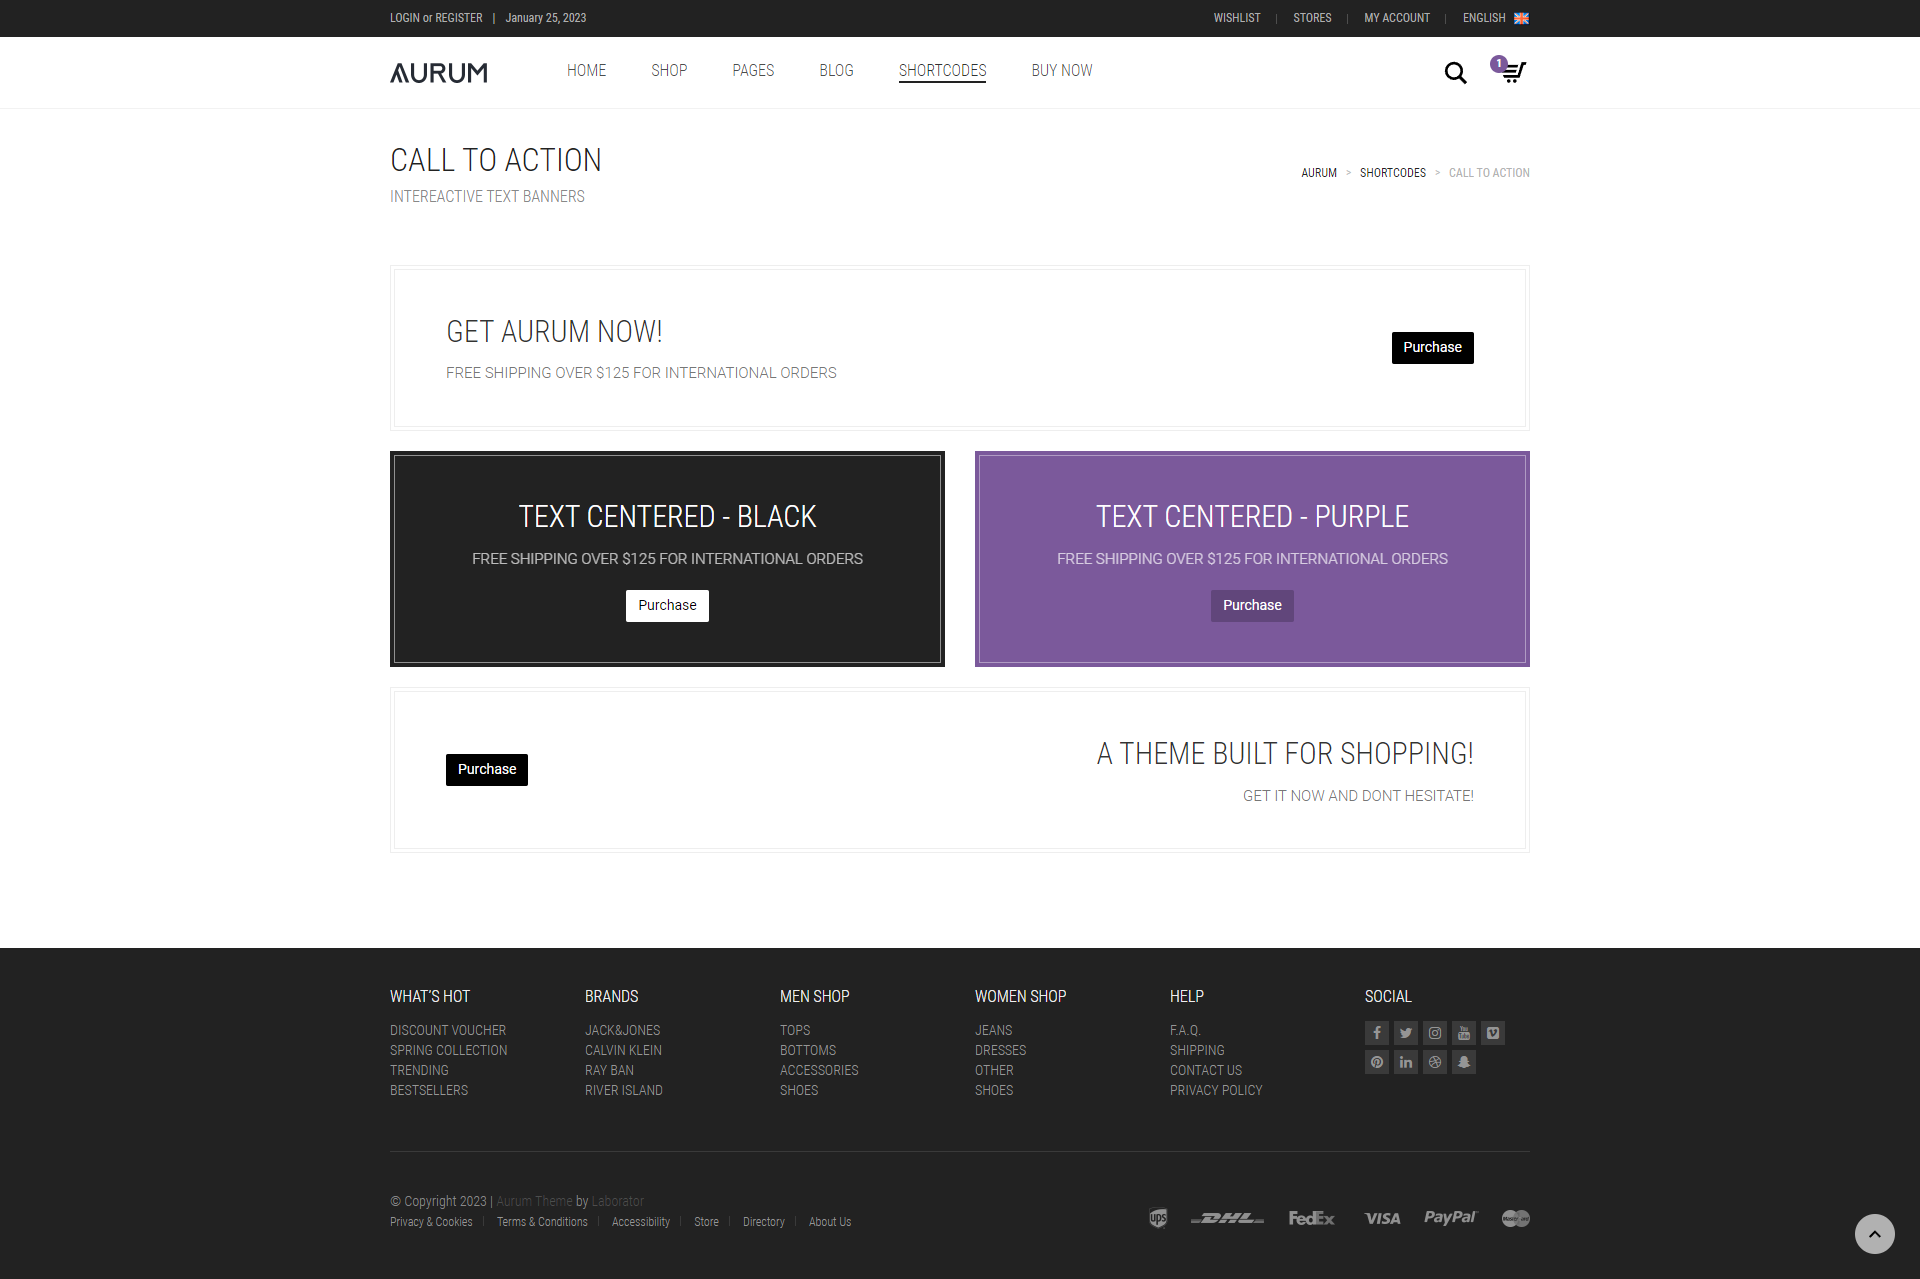 LOGIN or REGISTER | January 25, 2023
WISHLIST | STORES | MY ACCOUNT | ENGLISH
AURUM
HOME SHOP PAGES BLOG SHORTCODES BUY NOW
1
CALL TO ACTION
INTEREACTIVE TEXT BANNERS
AURUM > SHORTCODES > CALL TO ACTION
GET AURUM NOW!
FREE SHIPPING OVER $125 FOR INTERNATIONAL ORDERS
Purchase
TEXT CENTERED - BLACK
FREE SHIPPING OVER $125 FOR INTERNATIONAL ORDERS
Purchase
TEXT CENTERED - PURPLE
FREE SHIPPING OVER $125 FOR INTERNATIONAL ORDERS
Purchase
Purchase
A THEME BUILT FOR SHOPPING!
GET IT NOW AND DONT HESITATE!
WHAT'S HOT
DISCOUNT VOUCHER
SPRING COLLECTION
TRENDING
BESTSELLERS
BRANDS
JACK&JONES
CALVIN KLEIN
RAY BAN
RIVER ISLAND
MEN SHOP
TOPS
BOTTOMS
ACCESSORIES
SHOES
WOMEN SHOP
JEANS
DRESSES
OTHER
SHOES
HELP
F.A.Q.
SHIPPING
CONTACT US
PRIVACY POLICY
SOCIAL
You Tube
© Copyright 2023 | Aurum Theme by Laborator
Privacy & Cookies | Terms & Conditions | Accessibility | Store | Directory | About Us
ups DHL FedEx VISA PayPal MasterCard